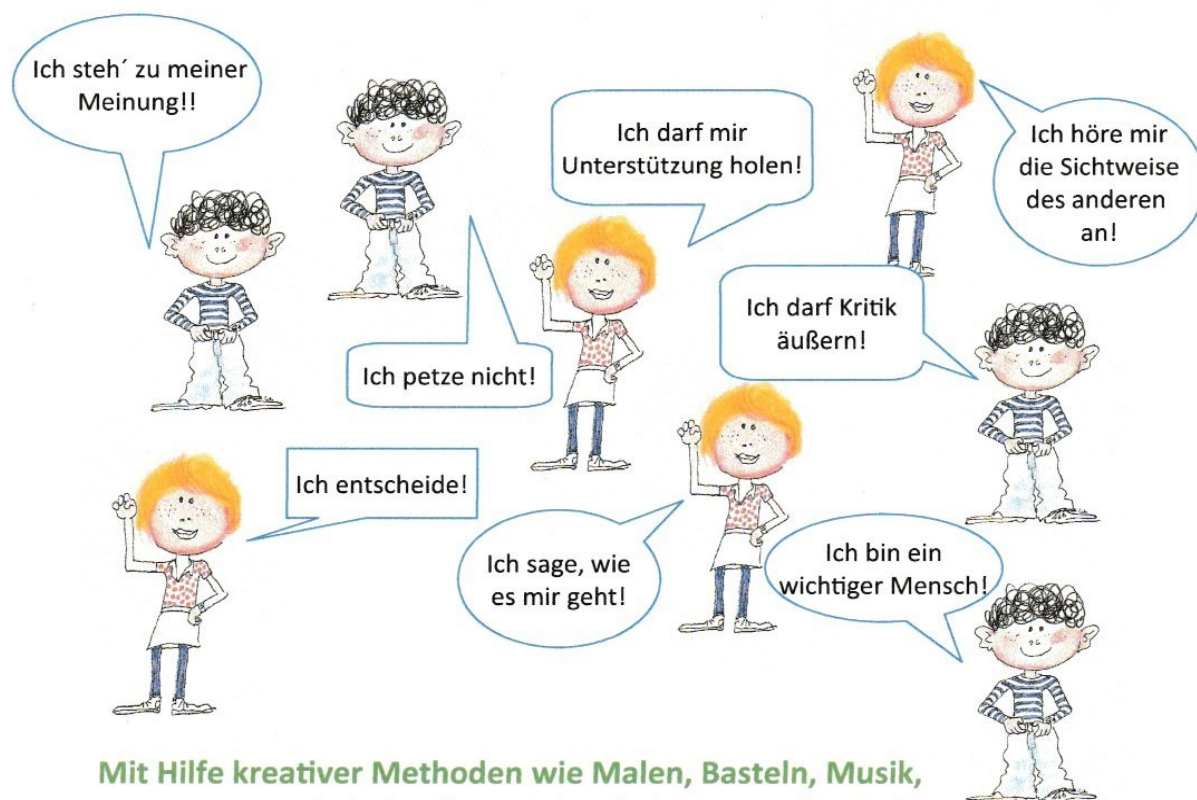 Ich steh´ zu meiner
Meinung!!
Ich darf mir
Unterstützung holen!
Ich höre mir
die Sichtweise
des anderen
an!
Ich petze nicht!
Ich darf Kritik
äußern!
Ich entscheide!
Ich sage, wie
es mir geht!
Ich bin ein
wichtiger Mensch!
Mit Hilfe kreativer Methoden wie Malen, Basteln, Musik,